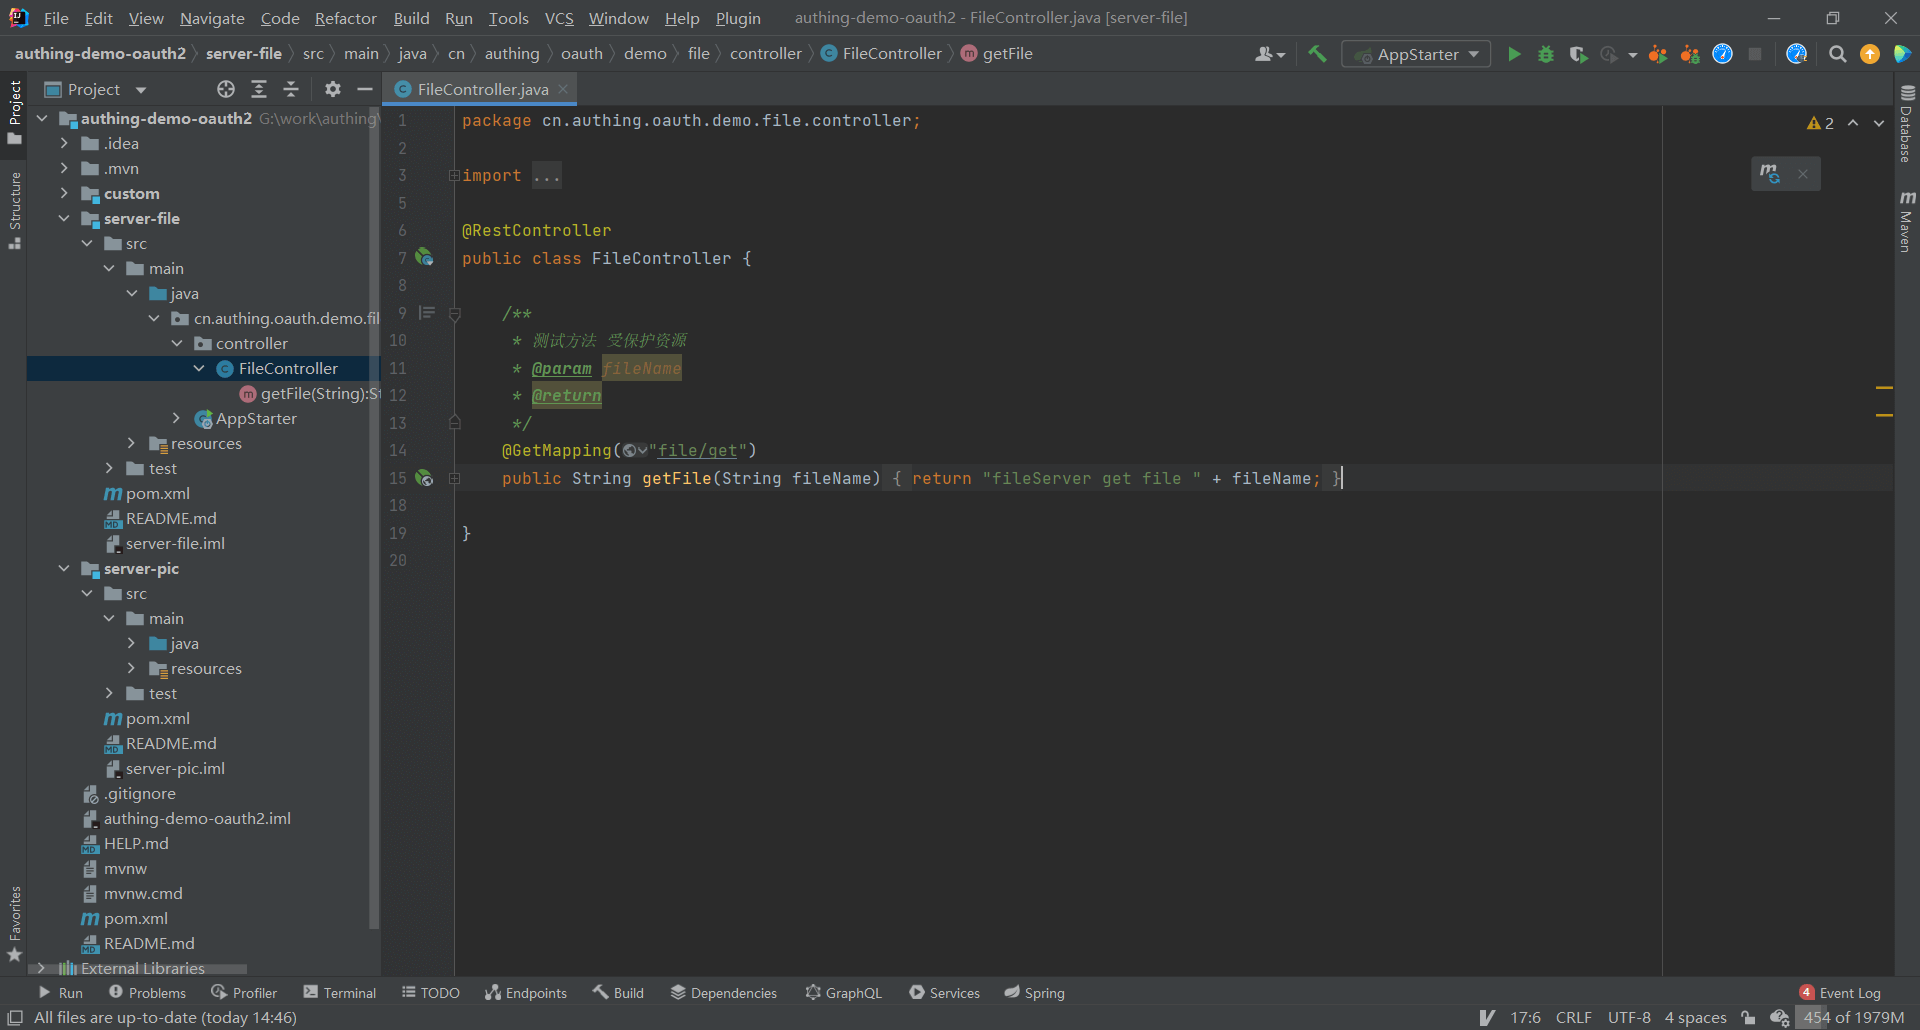 File Edit View Navigate Code Refactor Build Run Tools VCS Window Help Plugin authing-demo-oauth2 - FileController.java [server-file]
authing-demo-oauth2 server-file src main java cn authing oauth demo file controller FileController getFile AppStarter
Project
FileController.java
authing-demo-oauth2 G:\work\authing\
.idea
.mvn
custom
server-file
src
main
java
cn.authing.oauth.demo.fil
controller
FileController
getFile(String):St
AppStarter
resources
test
pom.xml
README.md
server-file.iml
server-pic
src
main
java
resources
test
pom.xml
README.md
server-pic.iml
.gitignore
authing-demo-oauth2.iml
HELP.md
mvnw
mvnw.cmd
pom.xml
README.md
External Libraries
Project
Structure
Favorites
1 package cn.authing.oauth.demo.file.controller;
2
3 import ...
5
6 @RestController
7 public class FileController {
8
9 /**
10 * 测试方法 受保护资源
11 * @param fileName
12 * @return
13 */
14 @GetMapping("file/get")
15 public String getFile(String fileName) { return "fileServer get file " + fileName; }
18
19 }
20
2
Database
Maven
Run Problems Profiler Terminal TODO Endpoints Build Dependencies GraphQL Services Spring 4 Event Log
All files are up-to-date (today 14:46) 17:6 CRLF UTF-8 4 spaces 454 of 1979M